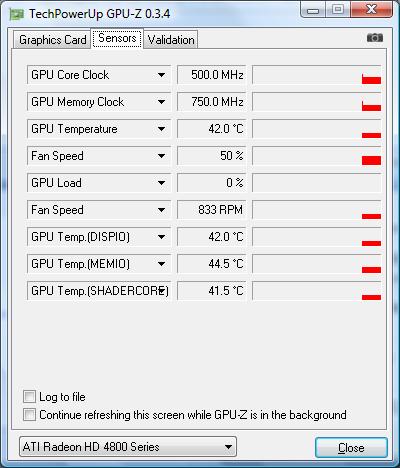 TechPowerUp GPU-Z 0.3.4
Graphics Card Sensors Validation
GPU Core Clock 500.0 MHz
GPU Memory Clock 750.0 MHz
GPU Temperature 42.0 °C
Fan Speed 50 %
GPU Load 0 %
Fan Speed 833 RPM
GPU Temp.(DISPIO) 42.0 °C
GPU Temp.(MEMIO) 44.5 °C
GPU Temp.(SHADERCORE) 41.5 °C
Log to file
Continue refreshing this screen while GPU-Z is in the background
ATI Radeon HD 4800 Series Close